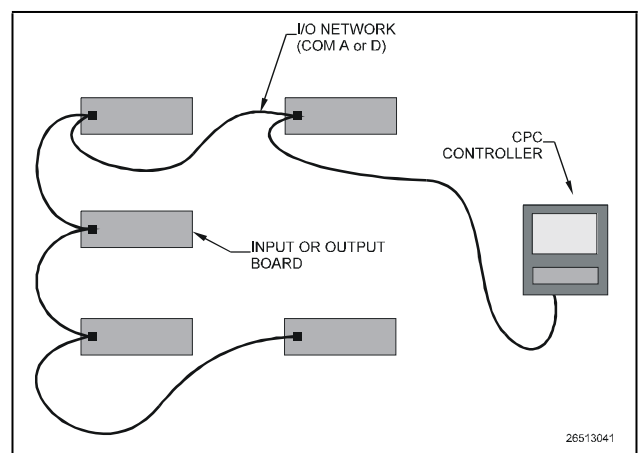 I/O NETWORK
(COM A or D)
CPC
CONTROLLER
INPUT OR OUTPUT
BOARD
26513041